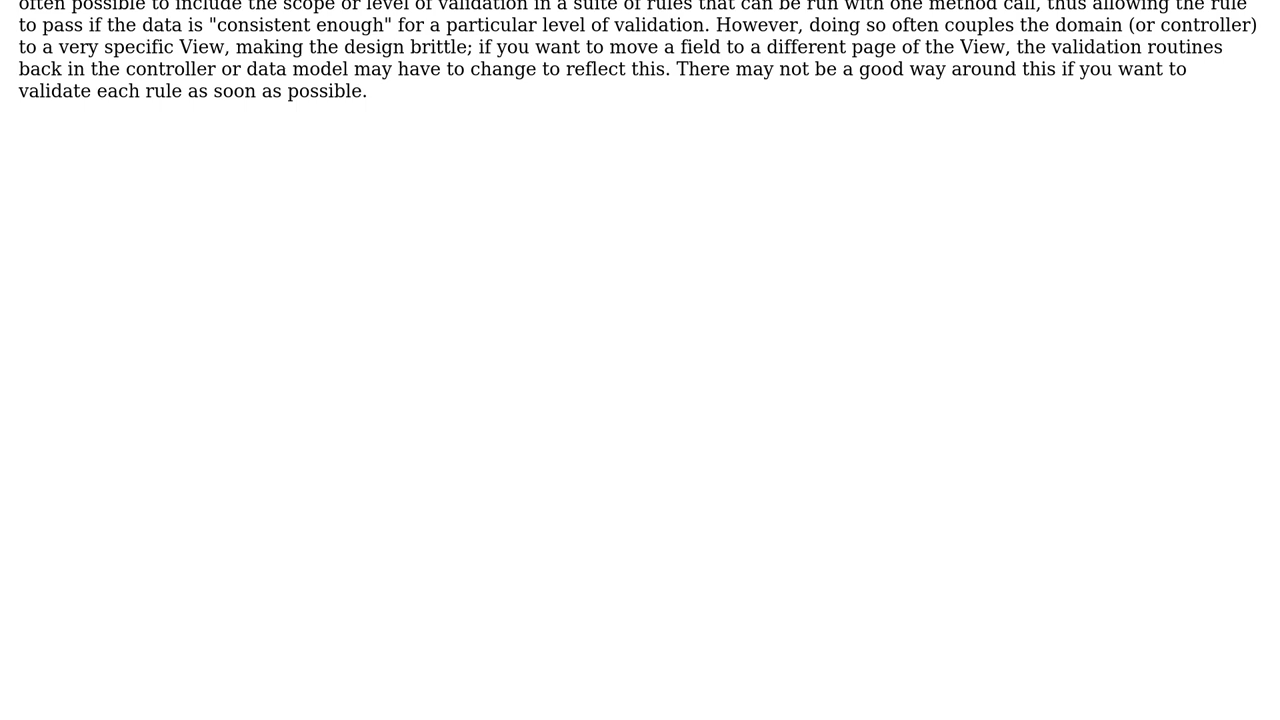 often possible to include the scope or level of validation in a suite of rules that can be run with one method call, thus allowing the rule
to pass if the data is "consistent enough" for a particular level of validation. However, doing so often couples the domain (or controller)
to a very specific View, making the design brittle; if you want to move a field to a different page of the View, the validation routines
back in the controller or data model may have to change to reflect this. There may not be a good way around this if you want to
validate each rule as soon as possible.